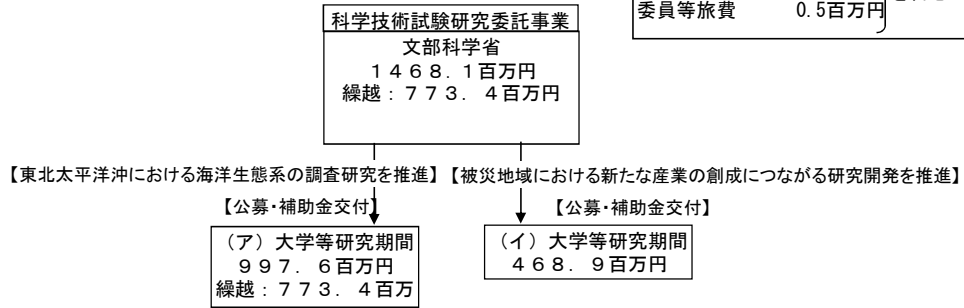 委員等旅費　　0.5百万円
科学技術試験研究委託事業
文部科学省
１４６８．１百万円
繰越：７７３．４百万円
【東北太平洋沖における海洋生態系の調査研究を推進】
【被災地域における新たな産業の創成につながる研究開発を推進】
【公募・補助金交付】
【公募・補助金交付】
（ア）大学等研究期間
９９７．６百万円
繰越：７７３．４百万
（イ）大学等研究期間
４６８．９百万円